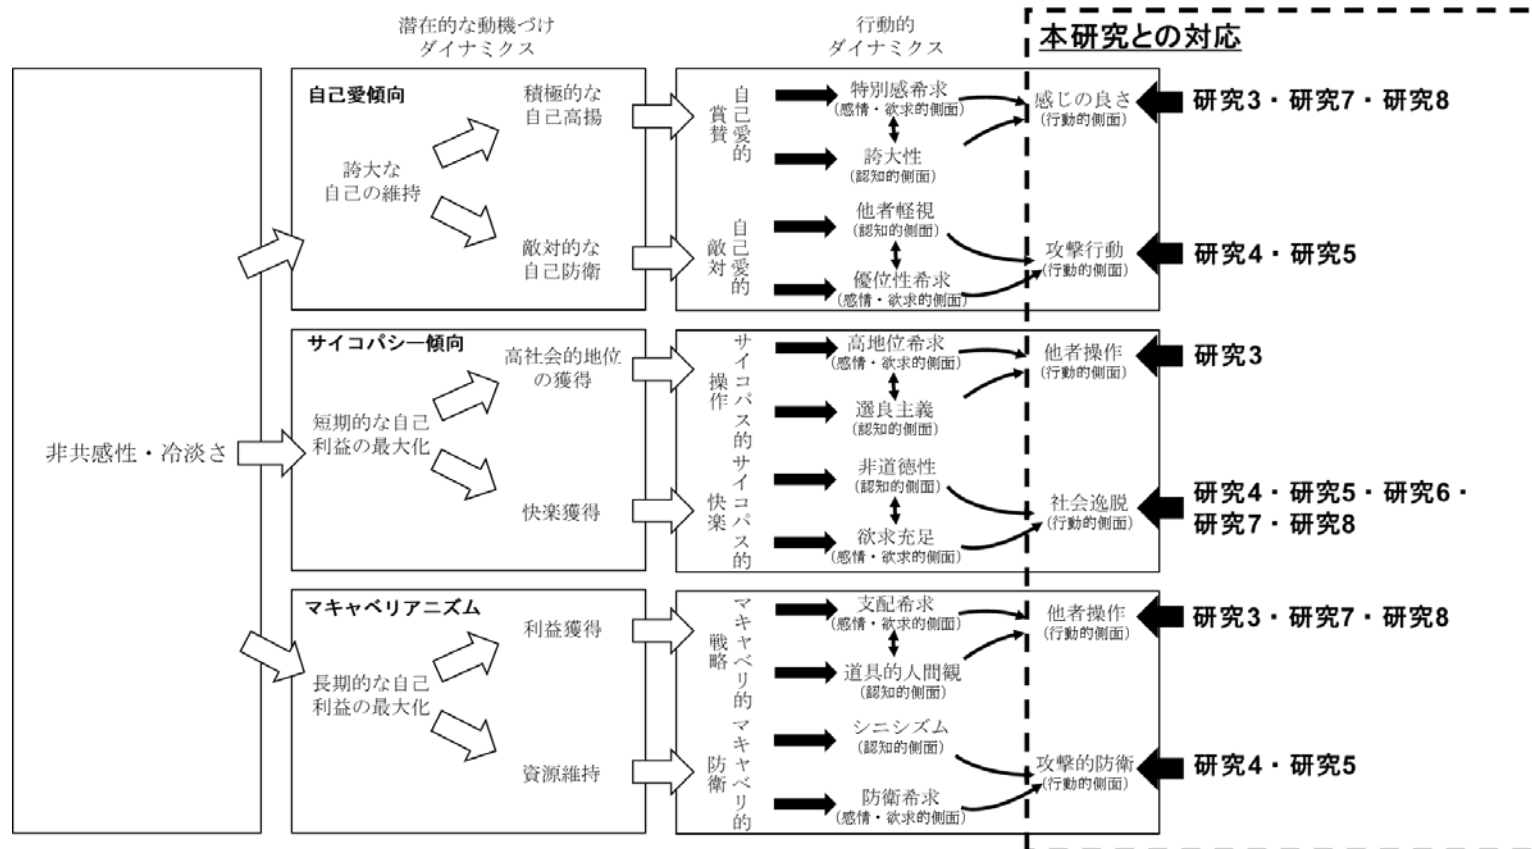 潜在的な動機づけ
ダイナミクス
行動的
ダイナミクス
本研究との対応
非共感性・冷淡さ
自己愛傾向
誇大な
自己の維持
積極的な
自己高揚
敵対的な
自己防衛
自己愛的
賞賛
特別感希求
(感情・欲求的側面)
誇大性
(認知的側面)
感じの良さ
(行動的側面)
研究3・研究7・研究8
自己愛的
敵対
他者軽視
(認知的側面)
優位性希求
(感情・欲求的側面)
攻撃行動
(行動的側面)
研究4・研究5
サイコパシー傾向
短期的な自己
利益の最大化
高社会的地位
の獲得
快楽獲得
サイコパス的
操作
高地位希求
(感情・欲求的側面)
選良主義
(認知的側面)
他者操作
(行動的側面)
研究3
サイコパス的
快楽
非道徳性
(認知的側面)
欲求充足
(感情・欲求的側面)
社会逸脱
(行動的側面)
研究4・研究5・研究6・
研究7・研究8
マキャベリアニズム
長期的な自己
利益の最大化
利益獲得
資源維持
マキャベリ的
戦略
支配希求
(感情・欲求的側面)
道具的人間観
(認知的側面)
他者操作
(行動的側面)
研究3・研究7・研究8
マキャベリ的
防衛
シニシズム
(認知的側面)
防衛希求
(感情・欲求的側面)
攻撃的防衛
(行動的側面)
研究4・研究5